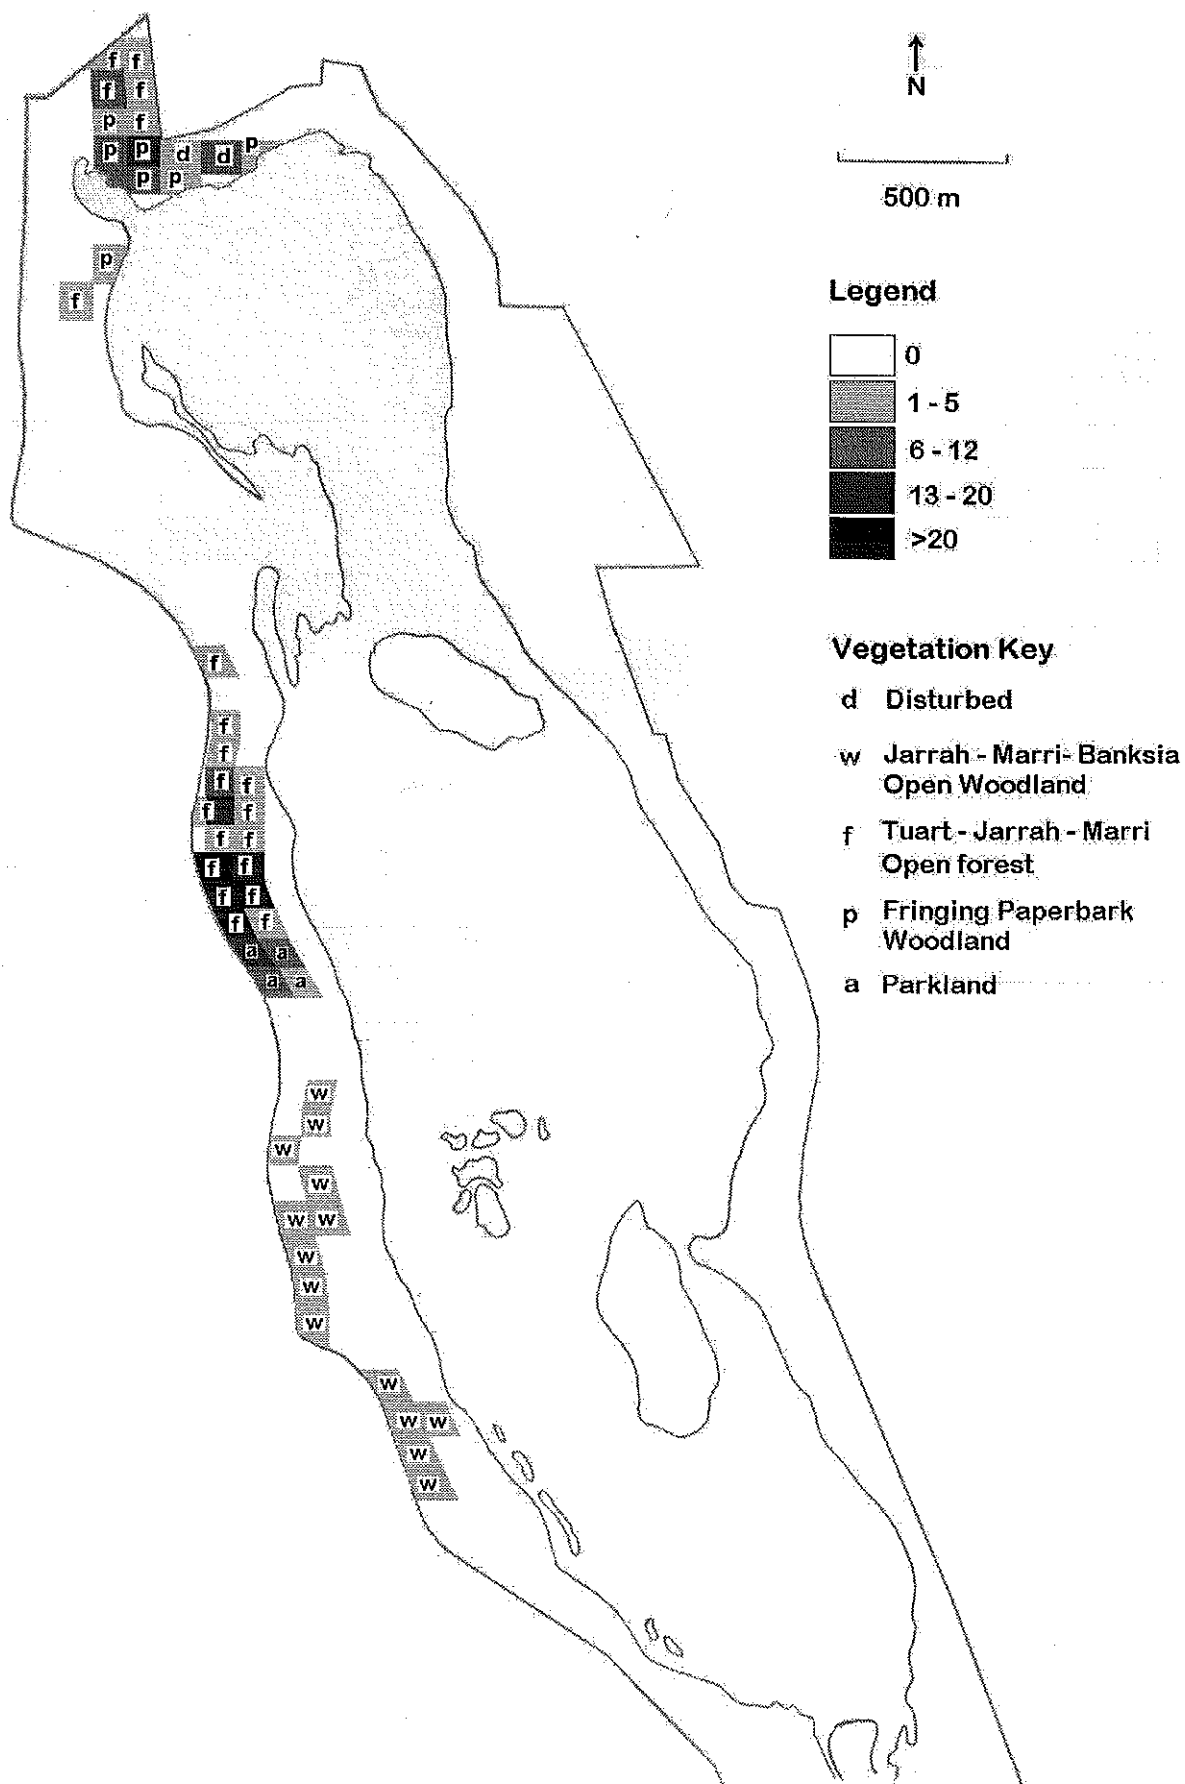 N
500 m
Legend
0
1 - 5
6 - 12
13 - 20
>20
Vegetation Key
d Disturbed
w Jarrah - Marri- Banksia
Open Woodland
f Tuart - Jarrah - Marri
Open forest
p Fringing Paperbark
Woodland
a Parkland
f f
f f
p f
p p d d p
p p
p
f
f
f
f
f f
f f
f f
f f
f f
f f
a a
a a
w
w
w
w
w w
w
w
w
w
w w
w
w